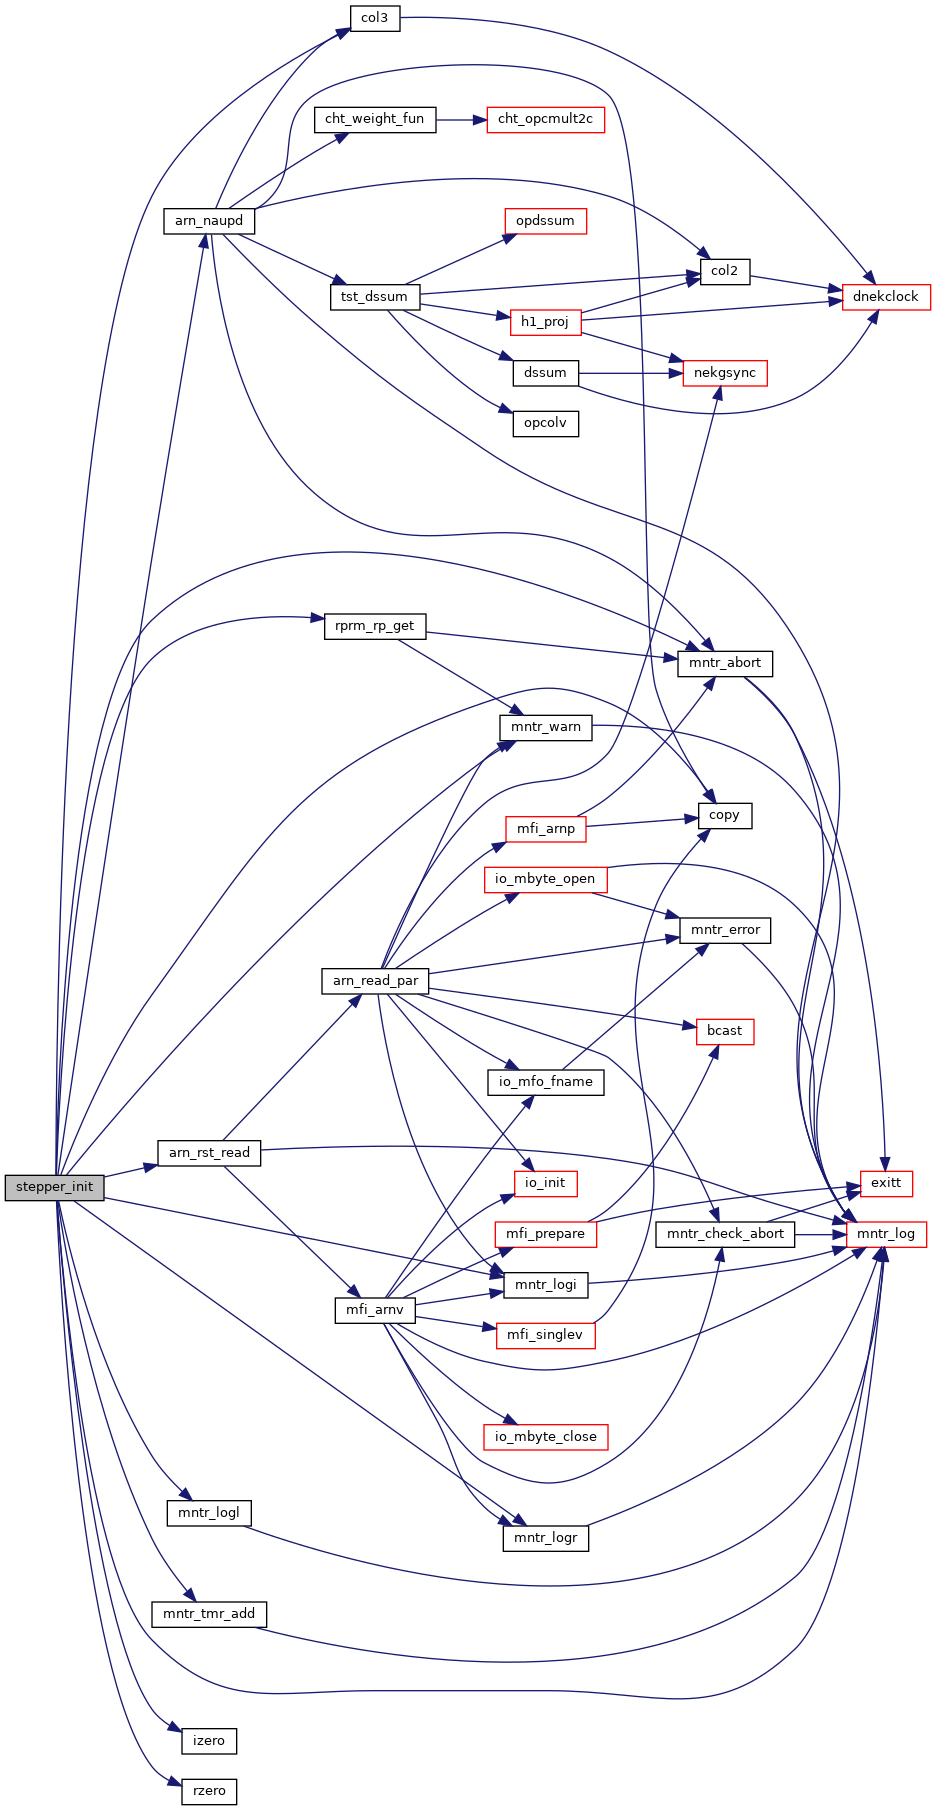 col3
cht_weight_fun
cht_opcmult2c
arn_naupd
opdssum
col2
tst_dssum
dnekclock
h1_proj
dssum
nekgsync
opcolv
rprm_rp_get
mntr_abort
mntr_warn
copy
mfi_arnp
io_mbyte_open
mntr_error
arn_read_par
bcast
io_mfo_fname
arn_rst_read
stepper_init
io_init
exitt
mfi_prepare
mntr_check_abort
mntr_log
mntr_logi
mfi_arnv
mfi_singlev
io_mbyte_close
mntr_logl
mntr_logr
mntr_tmr_add
izero
rzero